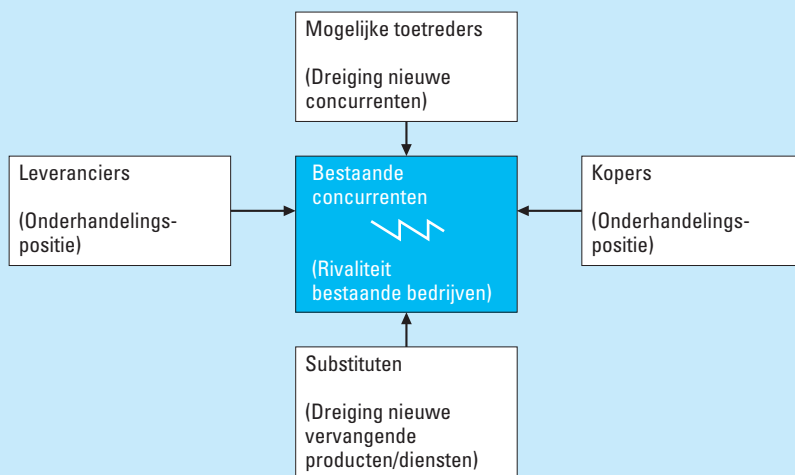 Mogelijke toetreders
(Dreiging nieuwe
concurrenten)
Leveranciers
(Onderhandelings-
positie)
Bestaande
concurrenten
(Rivaliteit
bestaande bedrijven)
Kopers
(Onderhandelings-
positie)
Substituten
(Dreiging nieuwe
vervangende
producten/diensten)